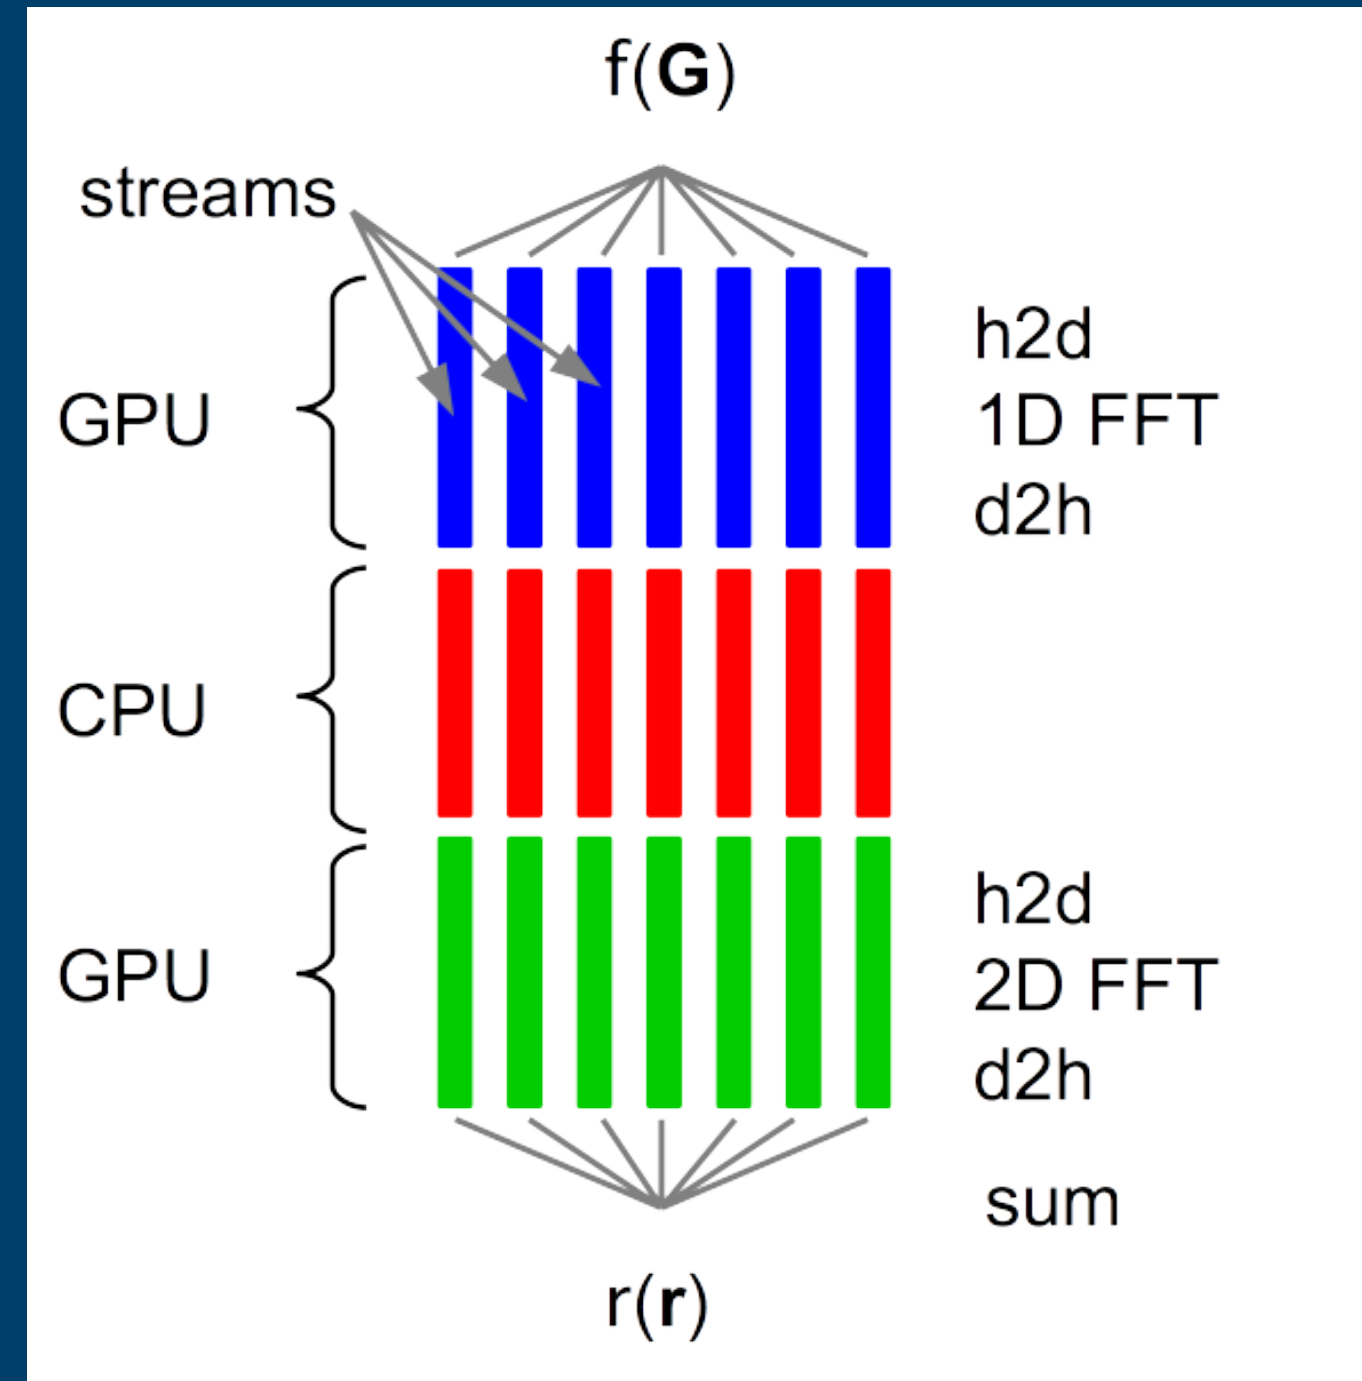 f(G)
streams
GPU
h2d
1D FFT
d2h
CPU
GPU
h2d
2D FFT
d2h
sum
r(r)